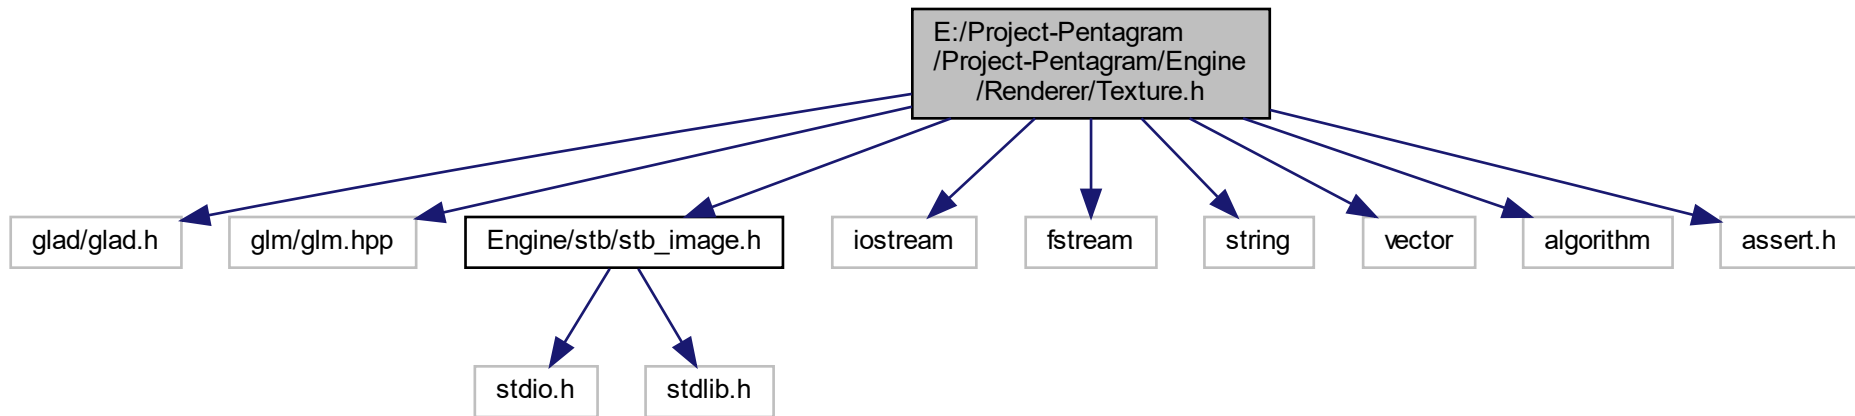 E:/Project-Pentagram
/Project-Pentagram/Engine
/Renderer/Texture.h
glad/glad.h
glm/glm.hpp
Engine/stb/stb_image.h
iostream
fstream
string
vector
algorithm
assert.h
stdio.h
stdlib.h